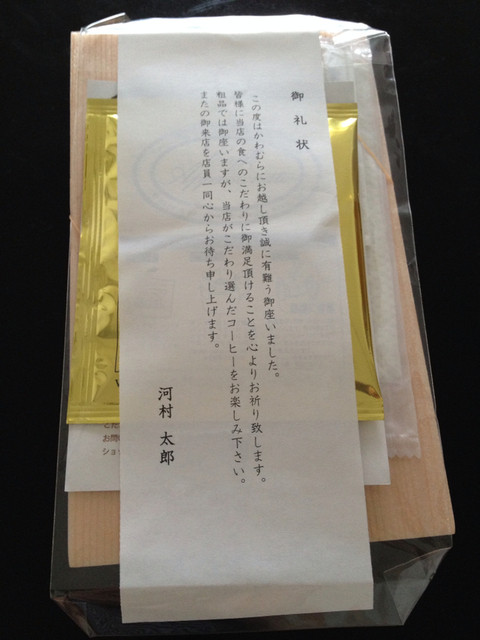 御礼状
この度はかわむらにお越し頂き誠に有難う御座いました。
皆様に当店の食へのこだわりに御満足頂けることを心よりお祈り致します。
粗品では御座いますが、当店がこだわり選んだコーヒーをお楽しみ下さい。
またの御来店を店員一同心からお待ち申し上げます。
河村 太郎
お問
ショ